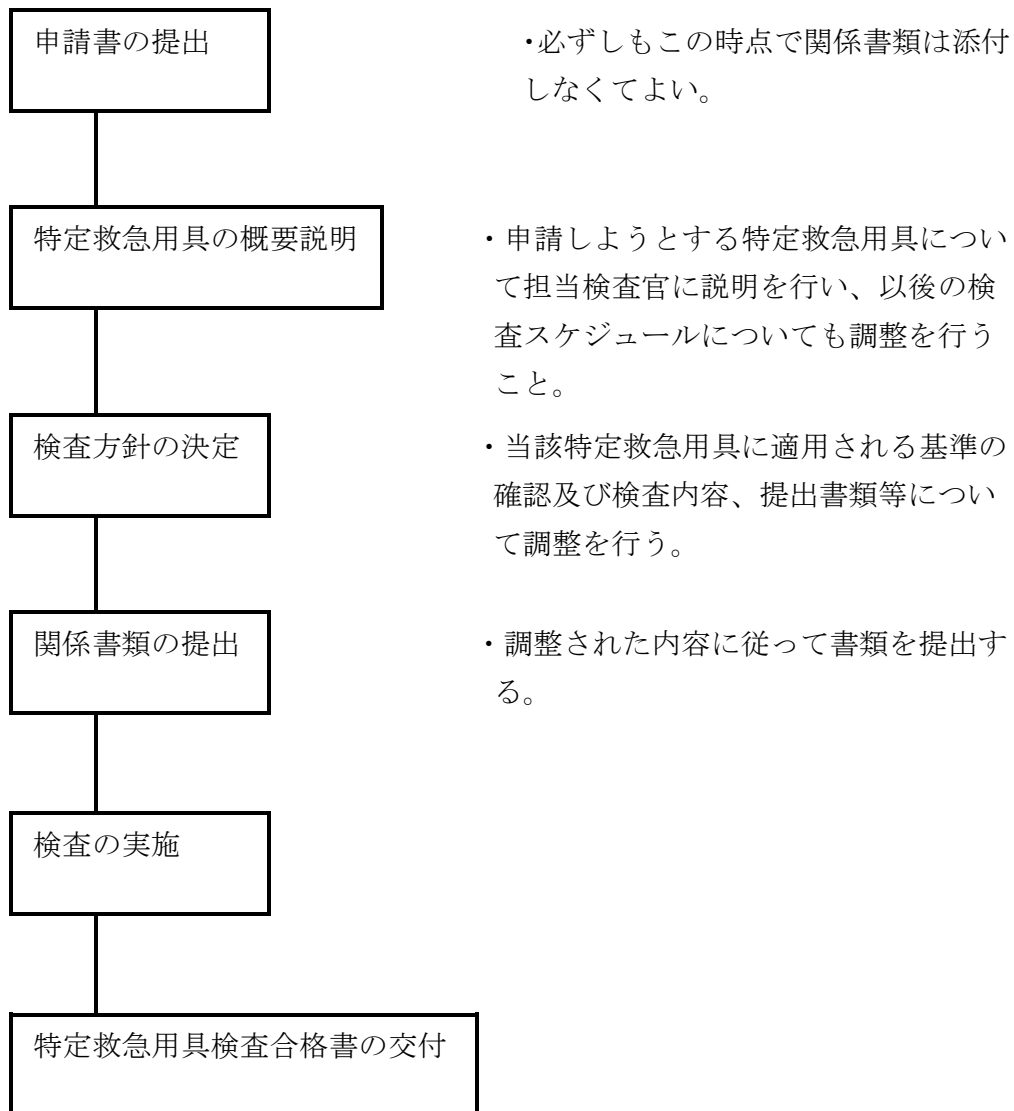 申請書の提出
・必ずしもこの時点で関係書類は添付
しなくてよい。
特定救急用具の概要説明
・申請しようとする特定救急用具につい
て担当検査官に説明を行い、以後の検
査スケジュールについても調整を行う
こと。
検査方針の決定
・当該特定救急用具に適用される基準の
確認及び検査内容、提出書類等につい
て調整を行う。
関係書類の提出
・調整された内容に従って書類を提出す
る。
検査の実施
特定救急用具検査合格書の交付